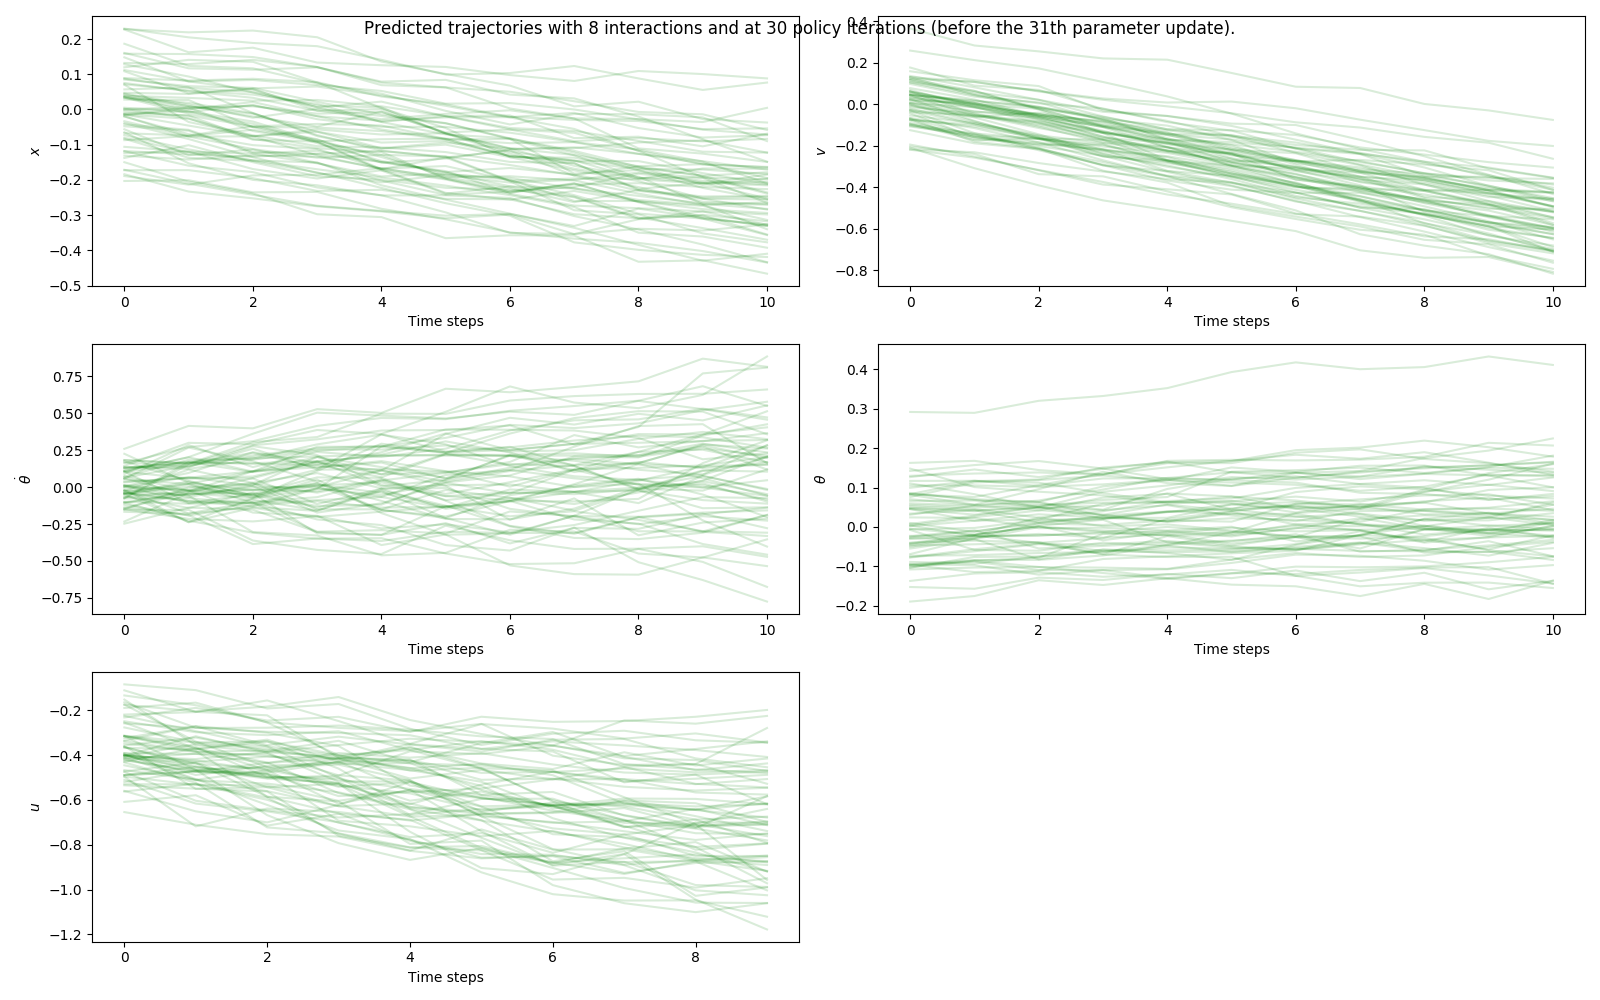 Predicted trajectories with 8 interactions and at 30 policy iterations (before the 31th parameter update).
0.2
0.1
0.0
−0.1
−0.2
−0.3
−0.4
−0.5
x
0 2 4 6 8 10
Time steps
0.4
0.2
0.0
−0.2
−0.4
−0.6
−0.8
v
0 2 4 6 8 10
Time steps
0.75
0.50
0.25
0.00
−0.25
−0.50
−0.75
θ̇
0 2 4 6 8 10
Time steps
0.4
0.3
0.2
0.1
0.0
−0.1
−0.2
θ
0 2 4 6 8 10
Time steps
−0.2
−0.4
−0.6
−0.8
−1.0
−1.2
u
0 2 4 6 8
Time steps